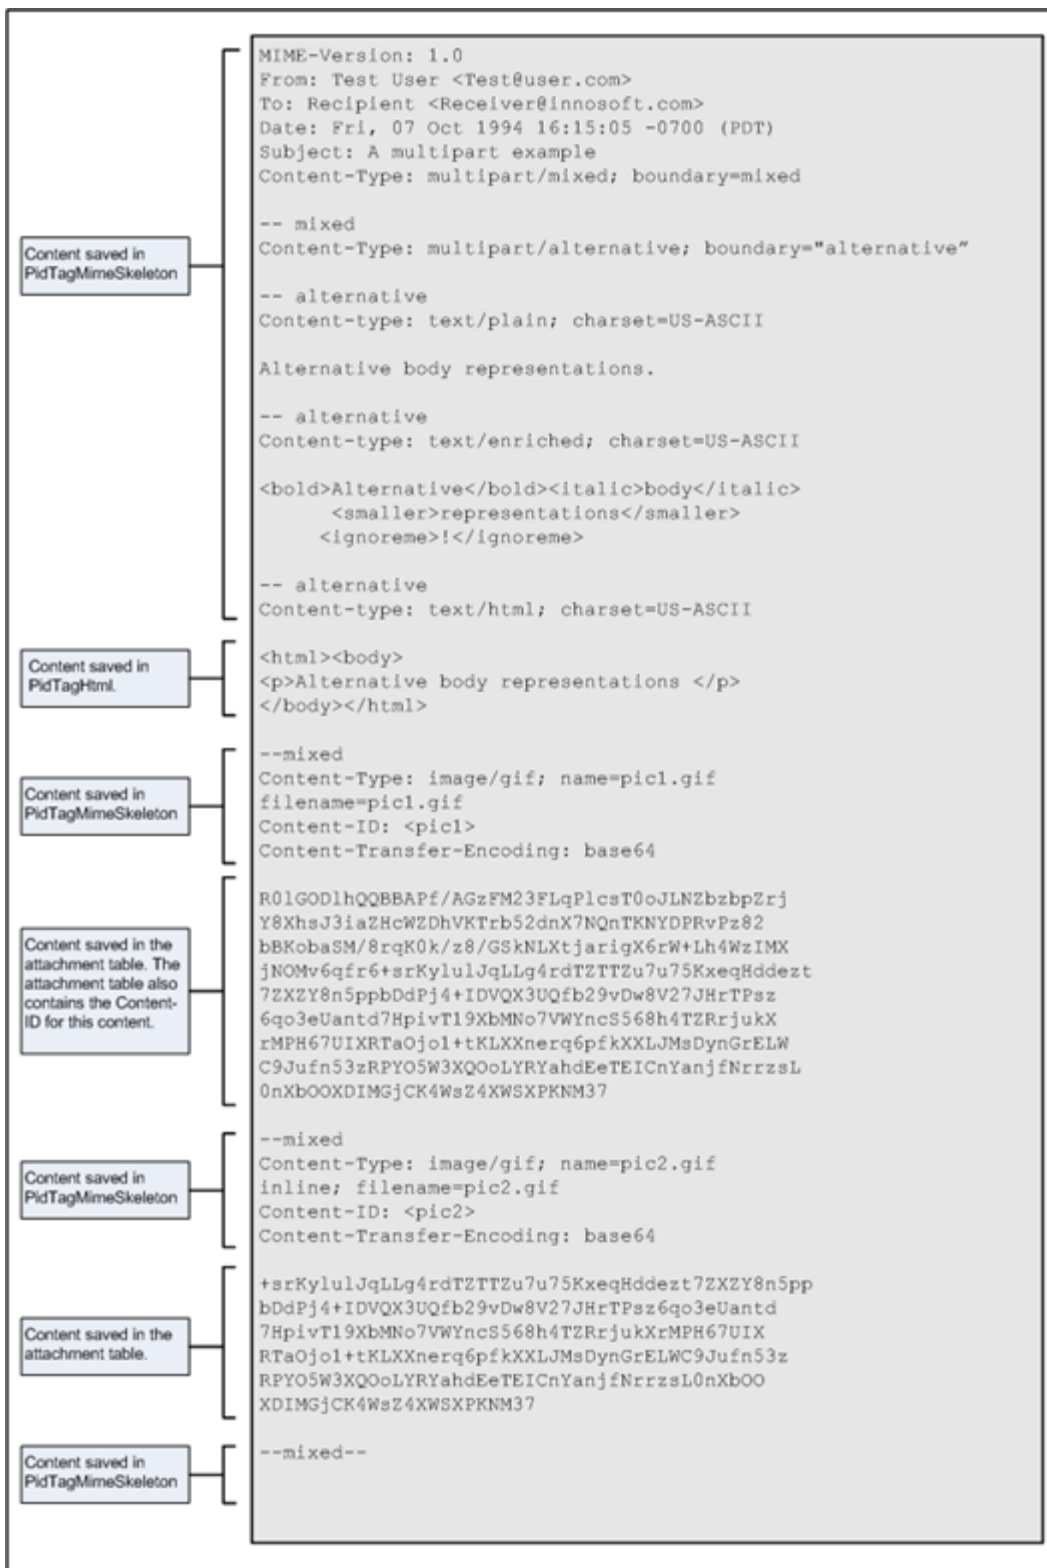 MIME-Version: 1.0
From: Test User <Test@user.com>
To: Recipient <Receiver@innosoft.com>
Date: Fri, 07 Oct 1994 16:15:05 -0700 (PDT)
Subject: A multipart example
Content-Type: multipart/mixed; boundary=mixed
-- mixed
Content saved in
PidTagMimeSkeleton
Content-Type: multipart/alternative; boundary="alternative”
-- alternative
Content-type: text/plain; charset=US-ASCII
Alternative body representations.
-- alternative
Content-type: text/enriched; charset=US-ASCII
<bold>Alternative</bold><italic>body</italic>
<smaller>representations</smaller>
<ignoreme>!</ignoreme>
-- alternative
Content-type: text/html; charset=US-ASCII
Content saved in
PidTagHtml.
<html><body>
<p>Alternative body representations </p>
</body></html>
Content saved in
PidTagMimeSkeleton
--mixed
Content-Type: image/gif; name=pic1.gif
filename=pic1.gif
Content-ID: <pic1>
Content-Transfer-Encoding: base64
Content saved in the
attachment table. The
attachment table also
contains the Content-
ID for this content.
R0lGODlhQQBBAPf/AGzFM23FLqPlcsT0oJLNZbzbpZrj
Y8XhsJ3iaZHcWZDhVKTrb52dnX7NQnTKNYDPRvPz82
bBKobaSM/8rqK0k/z8/GSkNLXtjarigX6rW+Lh4WzIMX
jNOMv6qfr6+srKylulJqLLg4rdTZTTZu7u75KxeqHddezt
7ZXZY8n5ppbDdPj4+IDVQX3UQfb29vDw8V27JHrTPsz
6qo3eUantd7HpivT19XbMNo7VWYncS568h4TZRrjukX
rMPH67UIXRTaOjo1+tKLXXnerq6pfkXXLJMsDynGrELW
C9Jufn53zRPYO5W3XQOoLYRYahdEeTEICnYanjfNrrzsL
0nXbOOXDIMGjCK4WsZ4XWSXPKNM37
Content saved in
PidTagMimeSkeleton
--mixed
Content-Type: image/gif; name=pic2.gif
inline; filename=pic2.gif
Content-ID: <pic2>
Content-Transfer-Encoding: base64
Content saved in the
attachment table.
+srKylulJqLLg4rdTZTTZu7u75KxeqHddezt7ZXZY8n5pp
bDdPj4+IDVQX3UQfb29vDw8V27JHrTPsz6qo3eUantd
7HpivT19XbMNo7VWYncS568h4TZRrjukXrMPH67UIX
RTaOjo1+tKLXXnerq6pfkXXLJMsDynGrELWC9Jufn53z
RPYO5W3XQOoLYRYahdEeTEICnYanjfNrrzsL0nXbOO
XDIMGjCK4WsZ4XWSXPKNM37
Content saved in
PidTagMimeSkeleton
--mixed--